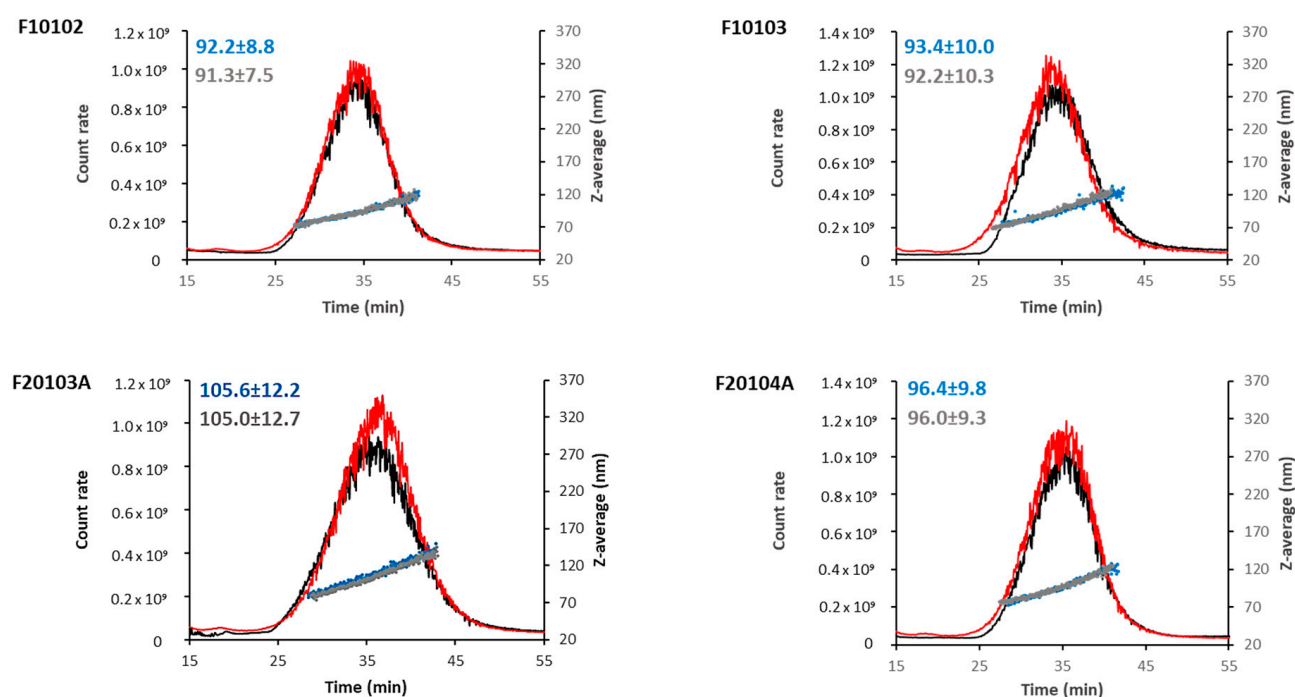 F10102
92.2±8.8
91.3±7.5
Count rate
1.2 x 10⁹
1.0 x 10⁹
0.8 x 10⁹
0.6 x 10⁹
0.4 x 10⁹
0.2 x 10⁹
0
370
320
270
220
170
120
70
20
Z-average (nm)
15
25
35
45
55
Time (min)
F10103
93.4±10.0
92.2±10.3
Count rate
1.4 x 10⁹
1.2 x 10⁹
1.0 x 10⁹
0.8 x 10⁹
0.6 x 10⁹
0.4 x 10⁹
0.2 x 10⁹
0
370
320
270
220
170
120
70
20
Z-average (nm)
15
25
35
45
55
Time (min)
F20103A
105.6±12.2
105.0±12.7
Count rate
1.2 x 10⁹
1.0 x 10⁹
0.8 x 10⁹
0.6 x 10⁹
0.4 x 10⁹
0.2 x 10⁹
0
370
320
270
220
170
120
70
20
Z-average (nm)
15
25
35
45
55
Time (min)
F20104A
96.4±9.8
96.0±9.3
Count rate
1.4 x 10⁹
1.2 x 10⁹
1.0 x 10⁹
0.8 x 10⁹
0.6 x 10⁹
0.4 x 10⁹
0.2 x 10⁹
0
370
320
270
220
170
120
70
20
Z-average (nm)
15
25
35
45
55
Time (min)